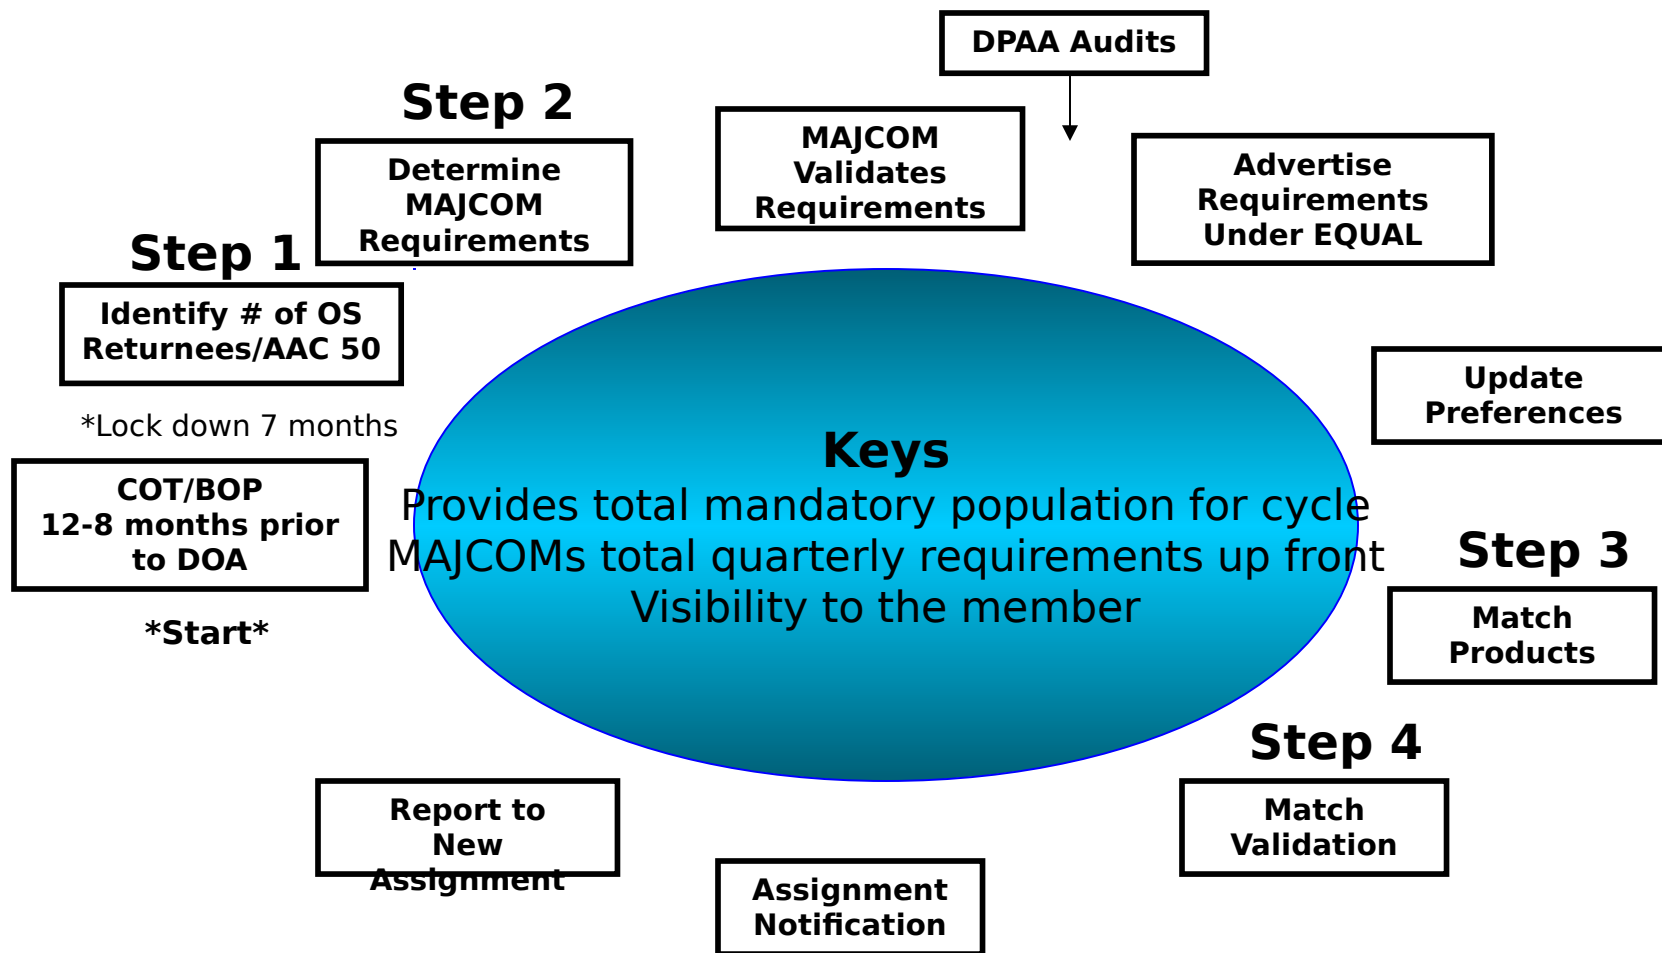 DPAA Audits
Step 2
MAJCOM
Validates
Requirements
Determine
MAJCOM
Requirements
Advertise
Requirements
Under EQUAL
Step 1
Identify # of OS
Returnees/AAC 50
*Lock down 7 months
COT/BOP
12-8 months prior
to DOA
*Start*
Keys
Provides total mandatory population for cycle
MAJCOMs total quarterly requirements up front
Visibility to the member
Update
Preferences
Step 3
Match
Products
Step 4
Match
Validation
Report to
New
Assignment
Assignment
Notification